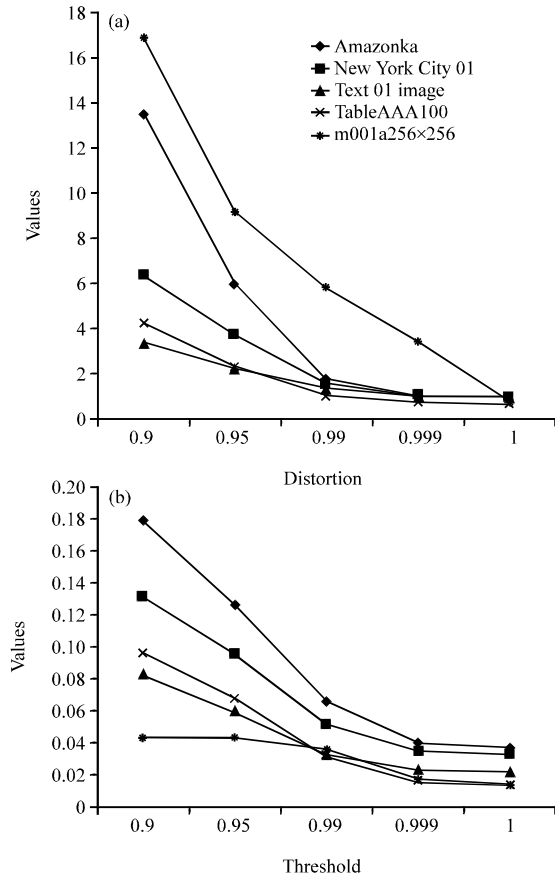 (a)
18
16
14
12
10
8
6
4
2
0
Values
Amazonka
New York City 01
Text 01 image
TableAAA100
m001a256×256
0.9 0.95 0.99 0.999 1
Distortion
(b)
0.20
0.18
0.16
0.14
0.12
0.10
0.08
0.06
0.04
0.02
0
Values
0.9 0.95 0.99 0.999 1
Threshold